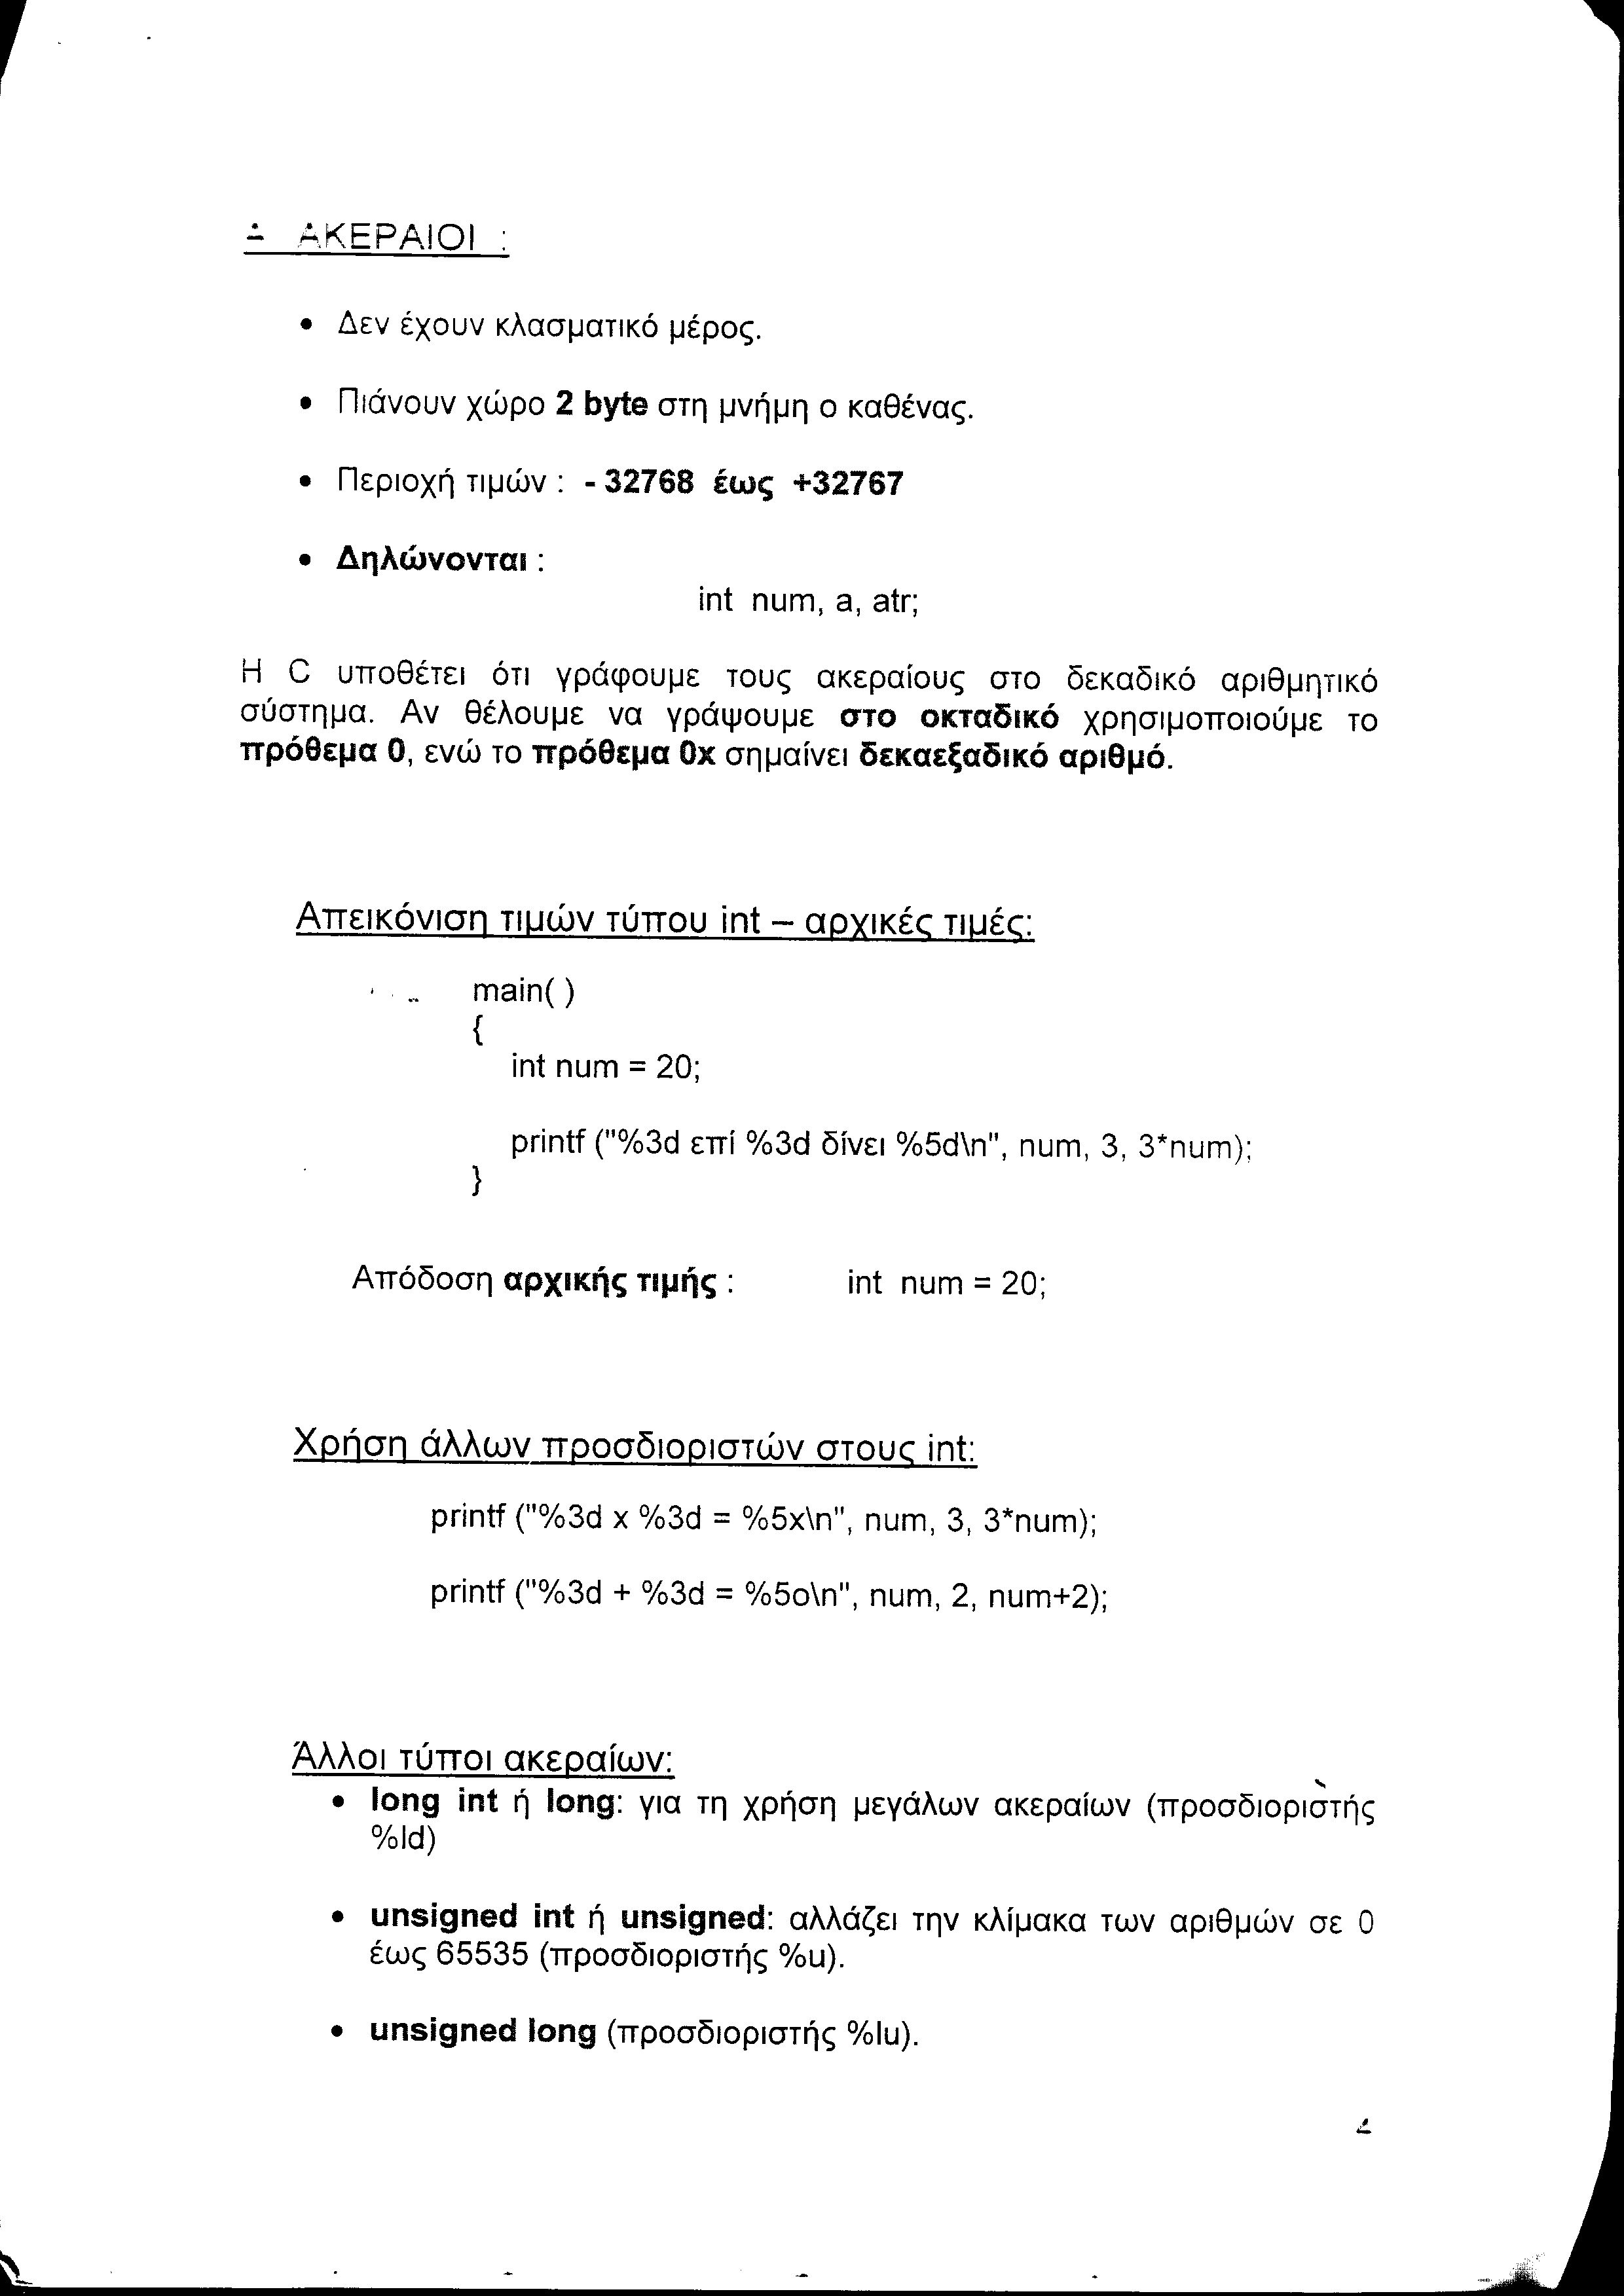 ΑΚΕΡΑΙΟΙ :
• Δεν έχουν κλασματικό μέρος.
• Πιάνουν χώρο 2 byte στη μνήμη ο καθένας.
• Περιοχή τιμών : - 32768 έως +32767
• Δηλώνονται :
int num, a, atr;
Η C υποθέτει ότι γράφουμε τους ακεραίους στο δεκαδικό αριθμητικό
σύστημα. Αν θέλουμε να γράψουμε στο οκταδικό χρησιμοποιούμε το
πρόθεμα 0, ενώ το πρόθεμα 0x σημαίνει δεκαεξαδικό αριθμό.
Απεικόνιση τιμών τύπου int – αρχικές τιμές:
main( )
{
int num = 20;
printf ("%3d επί %3d δίνει %5d\n", num, 3, 3*num);
}
Απόδοση αρχικής τιμής : int num = 20;
Χρήση άλλων προσδιοριστών στους int:
printf ("%3d x %3d = %5x\n", num, 3, 3*num);
printf ("%3d + %3d = %5o\n", num, 2, num+2);
Άλλοι τύποι ακεραίων:
• long int ή long: για τη χρήση μεγάλων ακεραίων (προσδιοριστής
%ld)
• unsigned int ή unsigned: αλλάζει την κλίμακα των αριθμών σε 0
έως 65535 (προσδιοριστής %u).
• unsigned long (προσδιοριστής %lu).